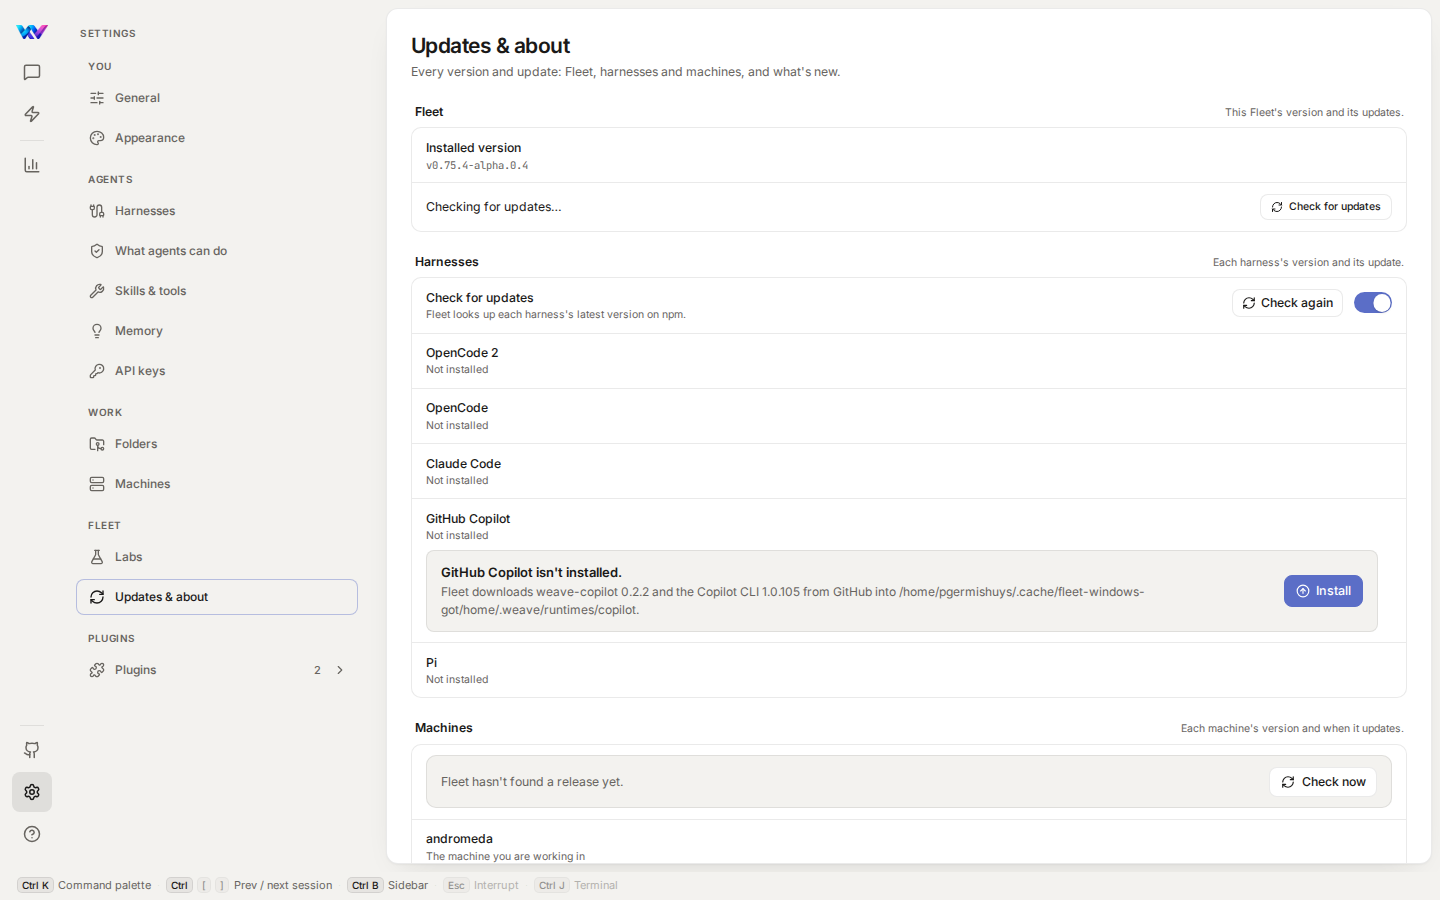 SETTINGS
YOU
General
Appearance
AGENTS
Harnesses
What agents can do
Skills & tools
Memory
API keys
WORK
Folders
Machines
FLEET
Labs
Updates & about
PLUGINS
Plugins 2
Updates & about
Every version and update: Fleet, harnesses and machines, and what's new.
Fleet This Fleet's version and its updates.
Installed version
v0.75.4-alpha.0.4
Checking for updates... Check for updates
Harnesses Each harness's version and its update.
Check for updates Check again
Fleet looks up each harness's latest version on npm.
OpenCode 2
Not installed
OpenCode
Not installed
Claude Code
Not installed
GitHub Copilot
Not installed
GitHub Copilot isn't installed.
Fleet downloads weave-copilot 0.2.2 and the Copilot CLI 1.0.105 from GitHub into /home/pgermishuys/.cache/fleet-windows-
got/home/.weave/runtimes/copilot.
Install
Pi
Not installed
Machines Each machine's version and when it updates.
Fleet hasn't found a release yet. Check now
andromeda
The machine you are working in
Ctrl K Command palette Ctrl [ ] Prev / next session Ctrl B Sidebar Esc Interrupt Ctrl J Terminal